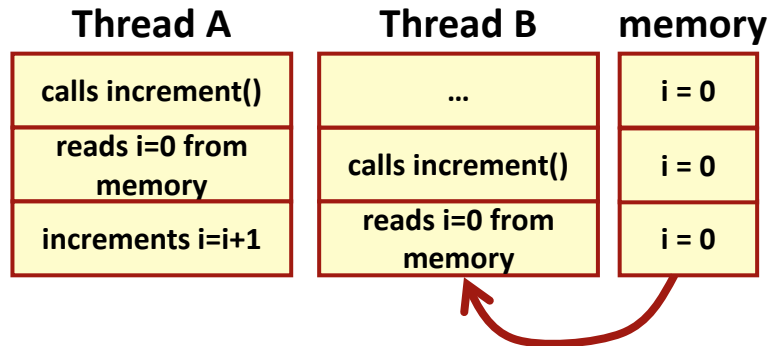 Thread A Thread B memory
calls increment() ... i = 0
reads i=0 from
memory
calls increment() i = 0
increments i=i+1
reads i=0 from
memory
i = 0